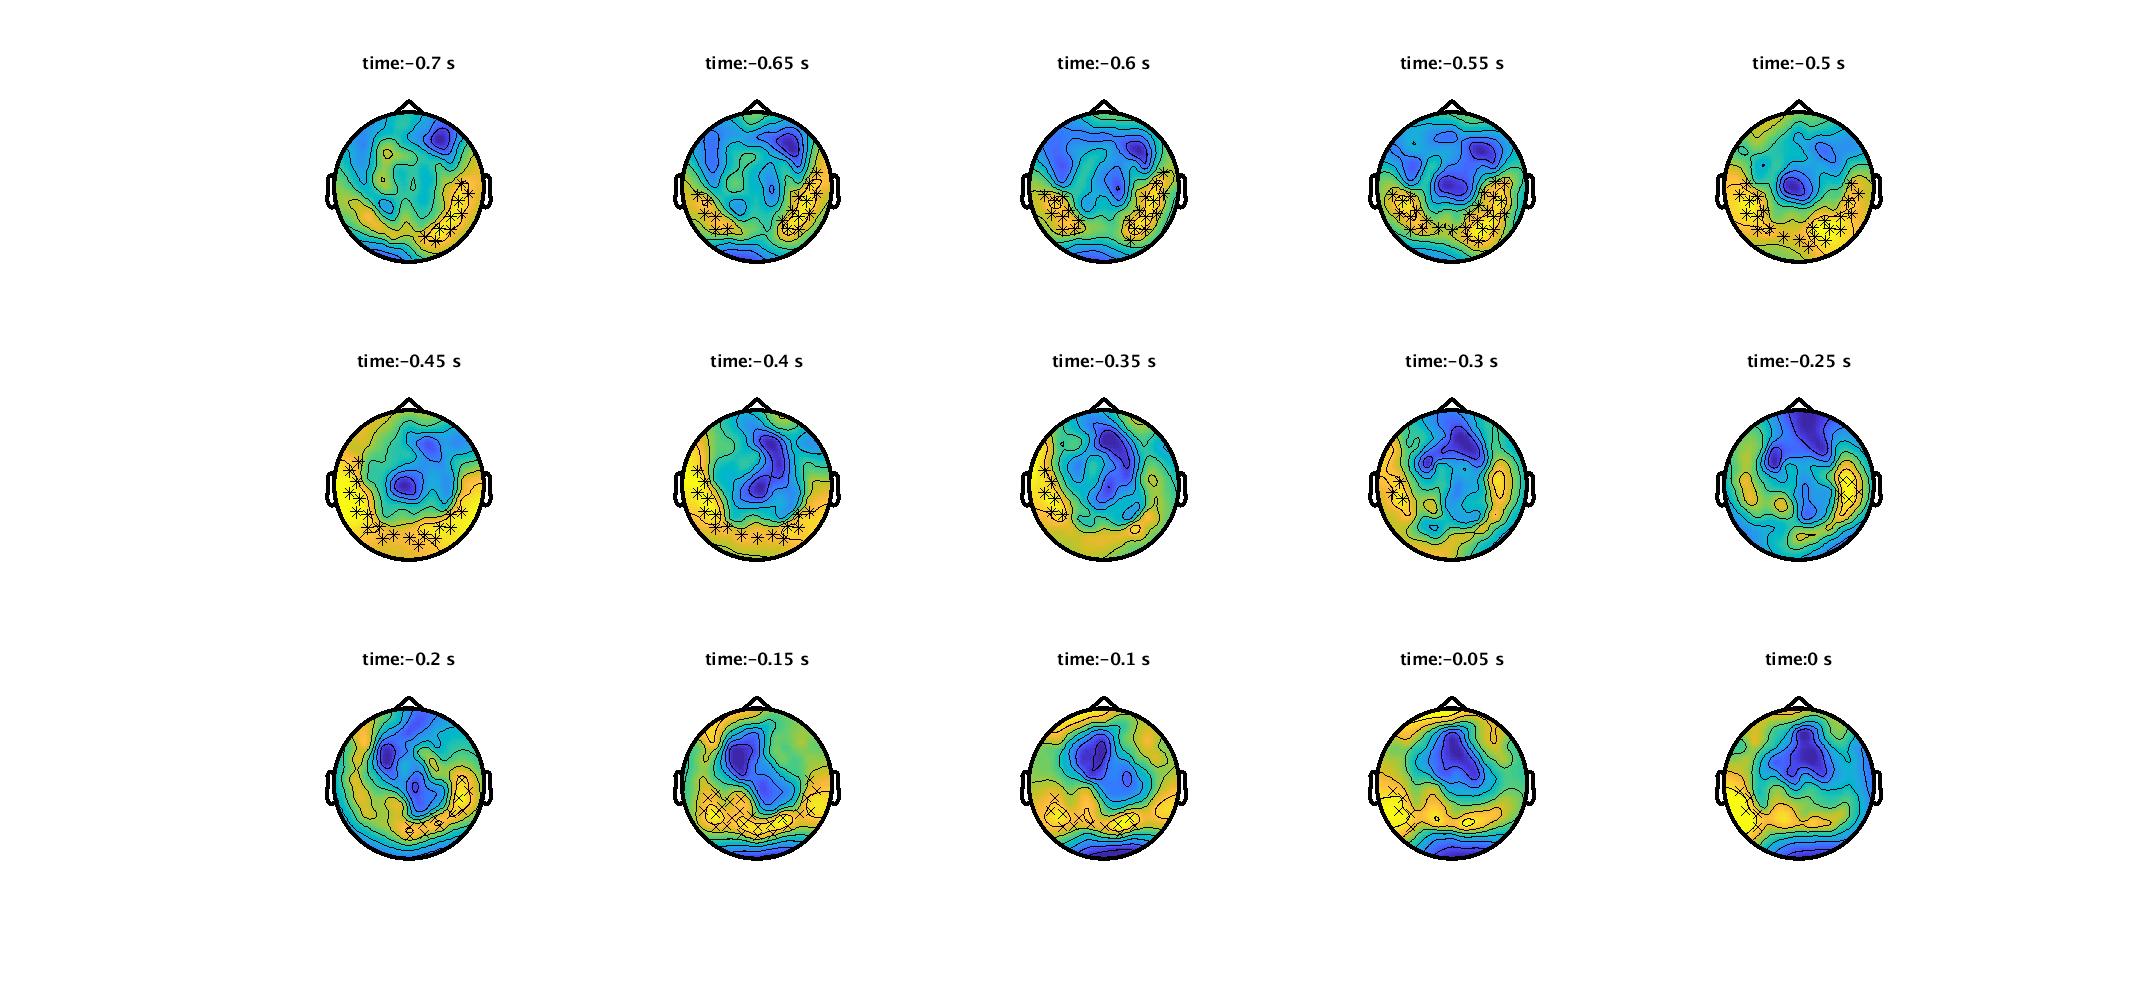 time:-0.7 s
time:-0.65 s
time:-0.6 s
time:-0.55 s
time:-0.5 s
time:-0.45 s
time:-0.4 s
time:-0.35 s
time:-0.3 s
time:-0.25 s
time:-0.2 s
time:-0.15 s
time:-0.1 s
time:-0.05 s
time:0 s